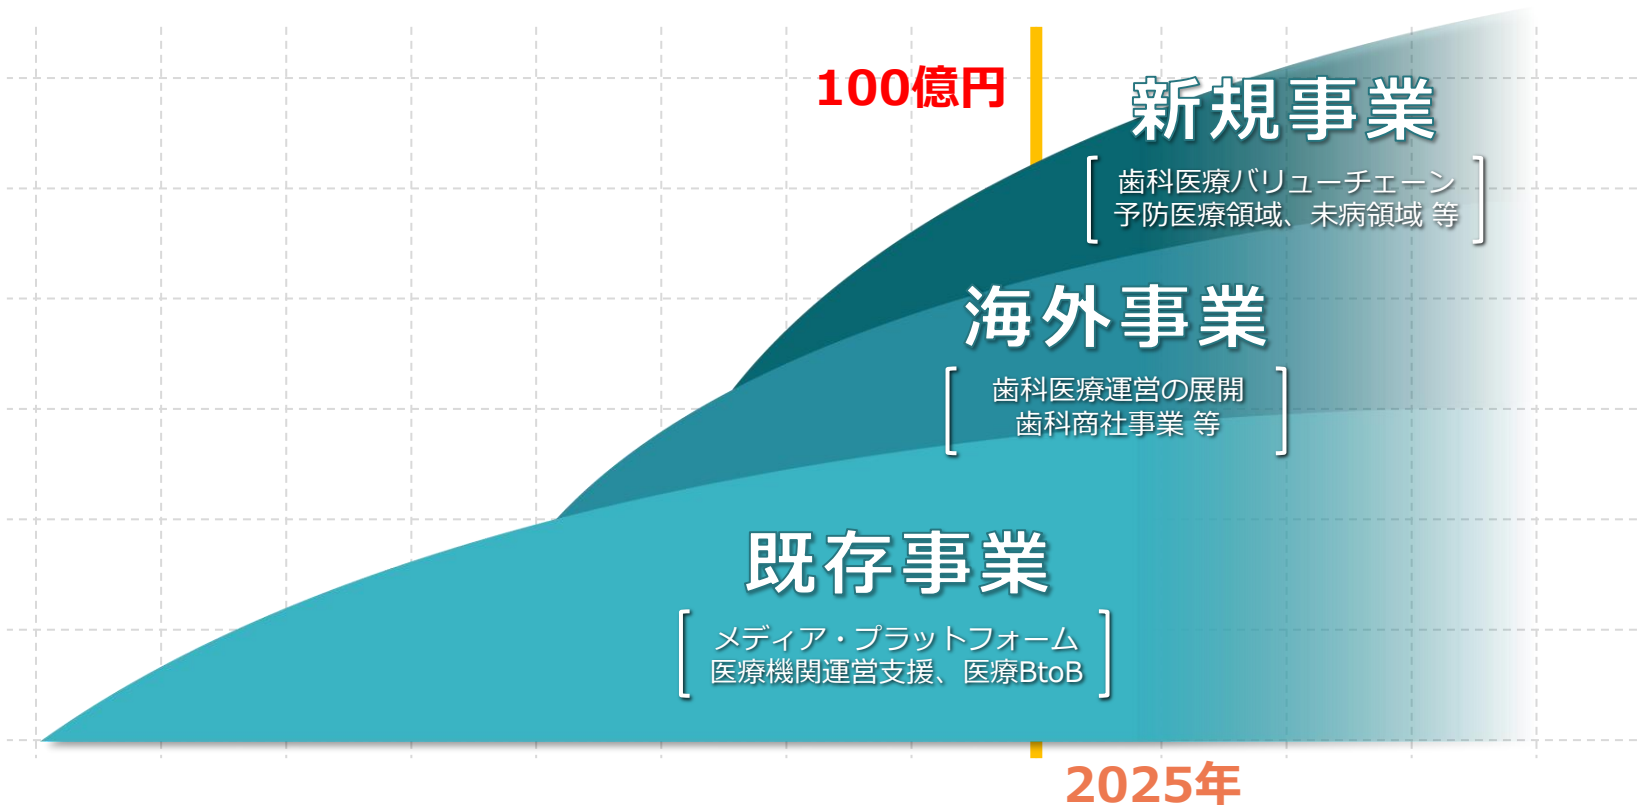 100億円
新規事業
歯科医療バリューチェーン
予防医療領域、未病領域 等
海外事業
歯科医療運営の展開
歯科商社事業 等
既存事業
メディア・プラットフォーム
医療機関運営支援、医療BtoB
2025年